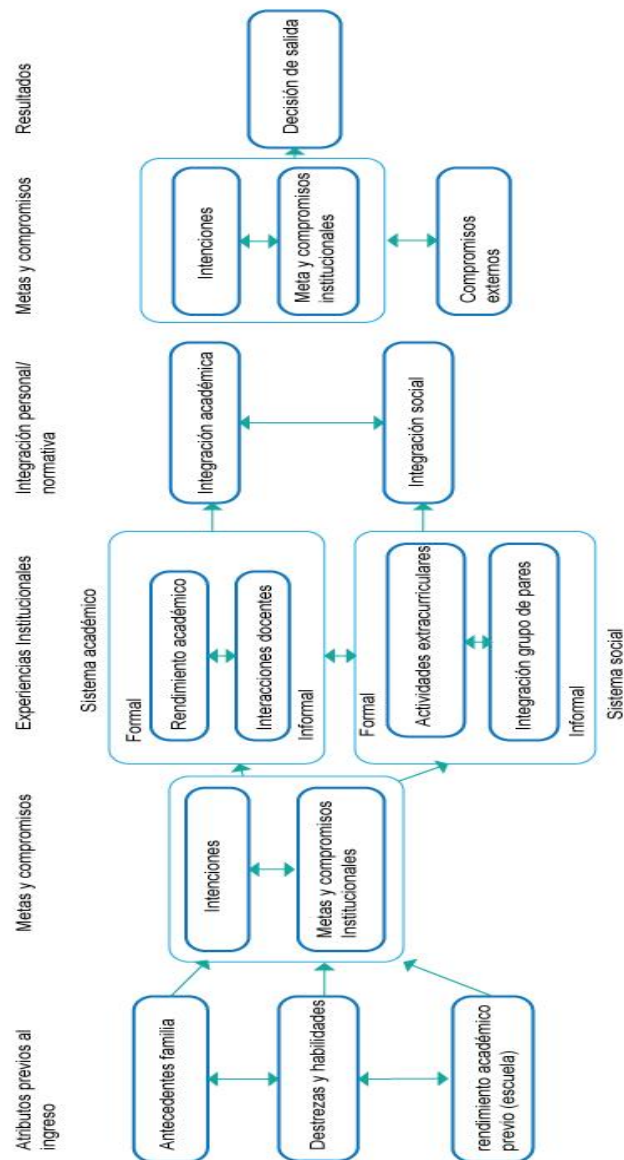 Atributos previos al
ingreso
Metas y compromisos
Experiencias Institucionales
Integración personal/
normativa
Metas y compromisos
Resultados
Antecedentes familia
Destrezas y habilidades
rendimiento académico
previo (escuela)
Intenciones
Metas y compromisos
Institucionales
Sistema académico
Formal
Rendimiento académico
Interacciones docentes
Informal
Formal
Actividades extracurriculares
Integración grupo de pares
Informal
Sistema social
Integración académica
Integración social
Intenciones
Meta y compromisos
institucionales
Compromisos
externos
Decisión de salida